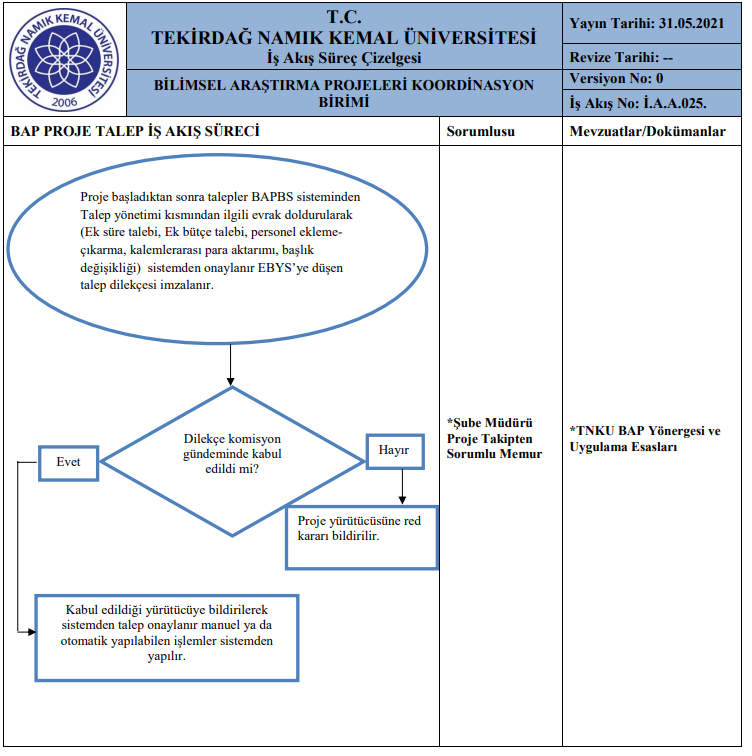 TEKİRDAĞ NAMIK KEMAL ÜNİVERSİTESİ
2006
T.C.
TEKİRDAĞ NAMIK KEMAL ÜNİVERSİTESİ
İş Akış Süreç Çizelgesi
BİLİMSEL ARAŞTIRMA PROJELERİ KOORDİNASYON
BİRİMİ
Yayın Tarihi: 31.05.2021
Revize Tarihi: --
Versiyon No: 0
İş Akış No: İ.A.A.025.
BAP PROJE TALEP İŞ AKIŞ SÜRECİ
Sorumlusu
Mevzuatlar/Dokümanlar
Proje başladıktan sonra talepler BAPBS sisteminden
Talep yönetimi kısmından ilgili evrak doldurularak
(Ek süre talebi, Ek bütçe talebi, personel ekleme-
çıkarma, kalemlerarası para aktarımı, başlık
değişikliği) sistemden onaylanır EBYS’ye düşen
talep dilekçesi imzalanır.
Dilekçe komisyon
gündeminde kabul
edildi mi?
Evet
Hayır
Proje yürütücüsüne red
kararı bildirilir.
Kabul edildiği yürütücüye bildirilerek
sistemden talep onaylanır manuel ya da
otomatik yapılabilen işlemler sistemden
yapılır.
*Şube Müdürü
Proje Takipten
Sorumlu Memur
*TNKU BAP Yönergesi ve
Uygulama Esasları